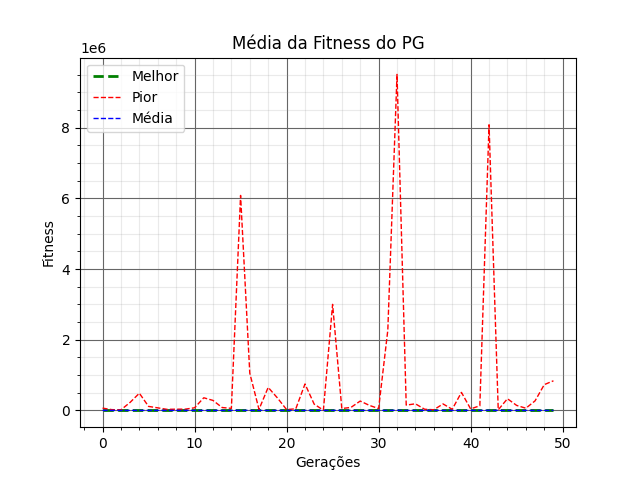 Média da Fitness do PG
1e6
Melhor
Pior
Média
8
6
4
2
0
Fitness
0 10 20 30 40 50
Gerações